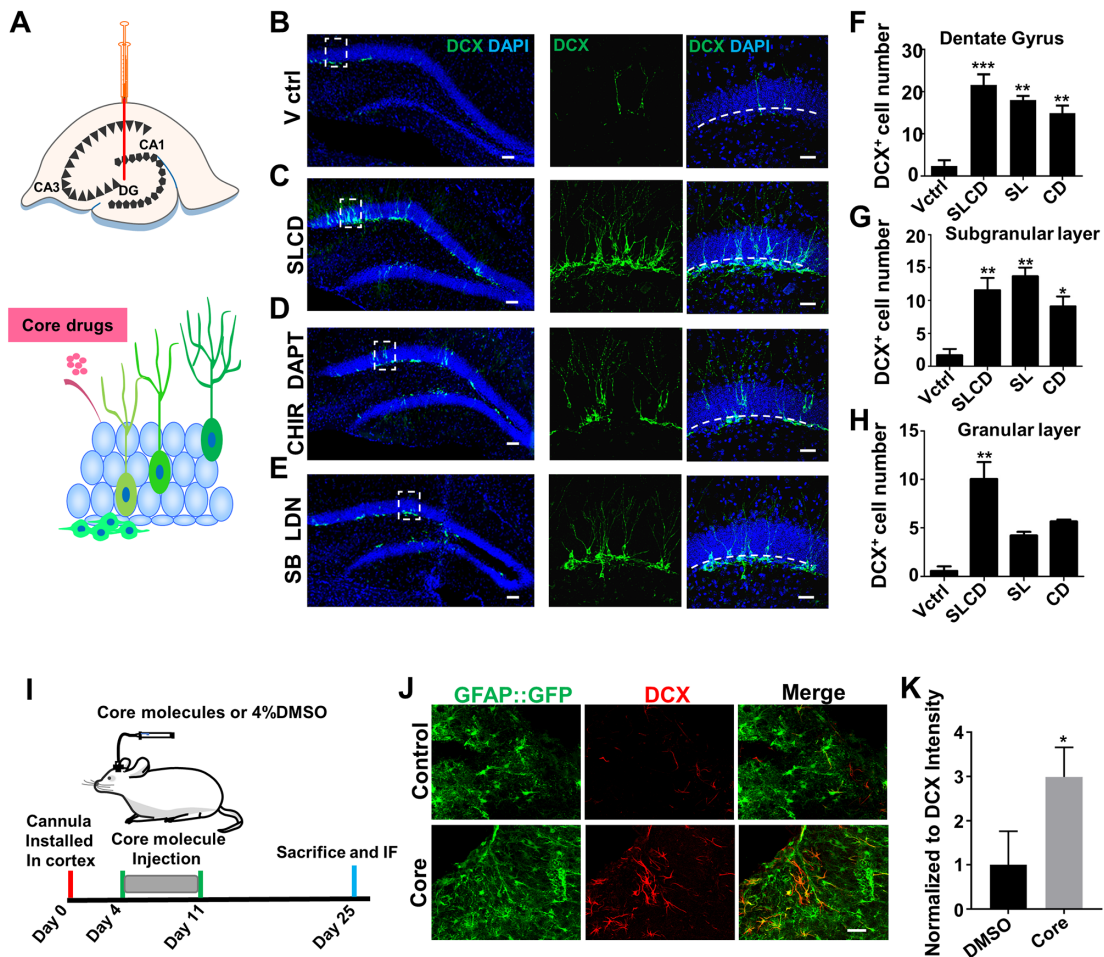 A
CA1
CA3
DG
Core drugs
B
V ctrl
DCX DAPI
DCX
DCX DAPI
C
SLCD
D
CHIR DAPT
E
SB LDN
F
Dentate Gyrus
DCX+ cell number
30
20
10
0
Vctrl
SLCD
SL
CD
***
**
**
G
Subgranular layer
DCX+ cell number
20
15
10
5
0
Vctrl
SLCD
SL
CD
**
**
*
H
Granular layer
DCX+ cell number
15
10
5
0
Vctrl
SLCD
SL
CD
**
I
Core molecules or 4%DMSO
Cannula
Installed
In cortex
Core molecule
Injection
Sacrifice and IF
Day 0
Day 4
Day 11
Day 25
J
GFAP::GFP
DCX
Merge
Control
Core
K
Normalized to DCX Intensity
4
3
2
1
0
*
DMSO
Core